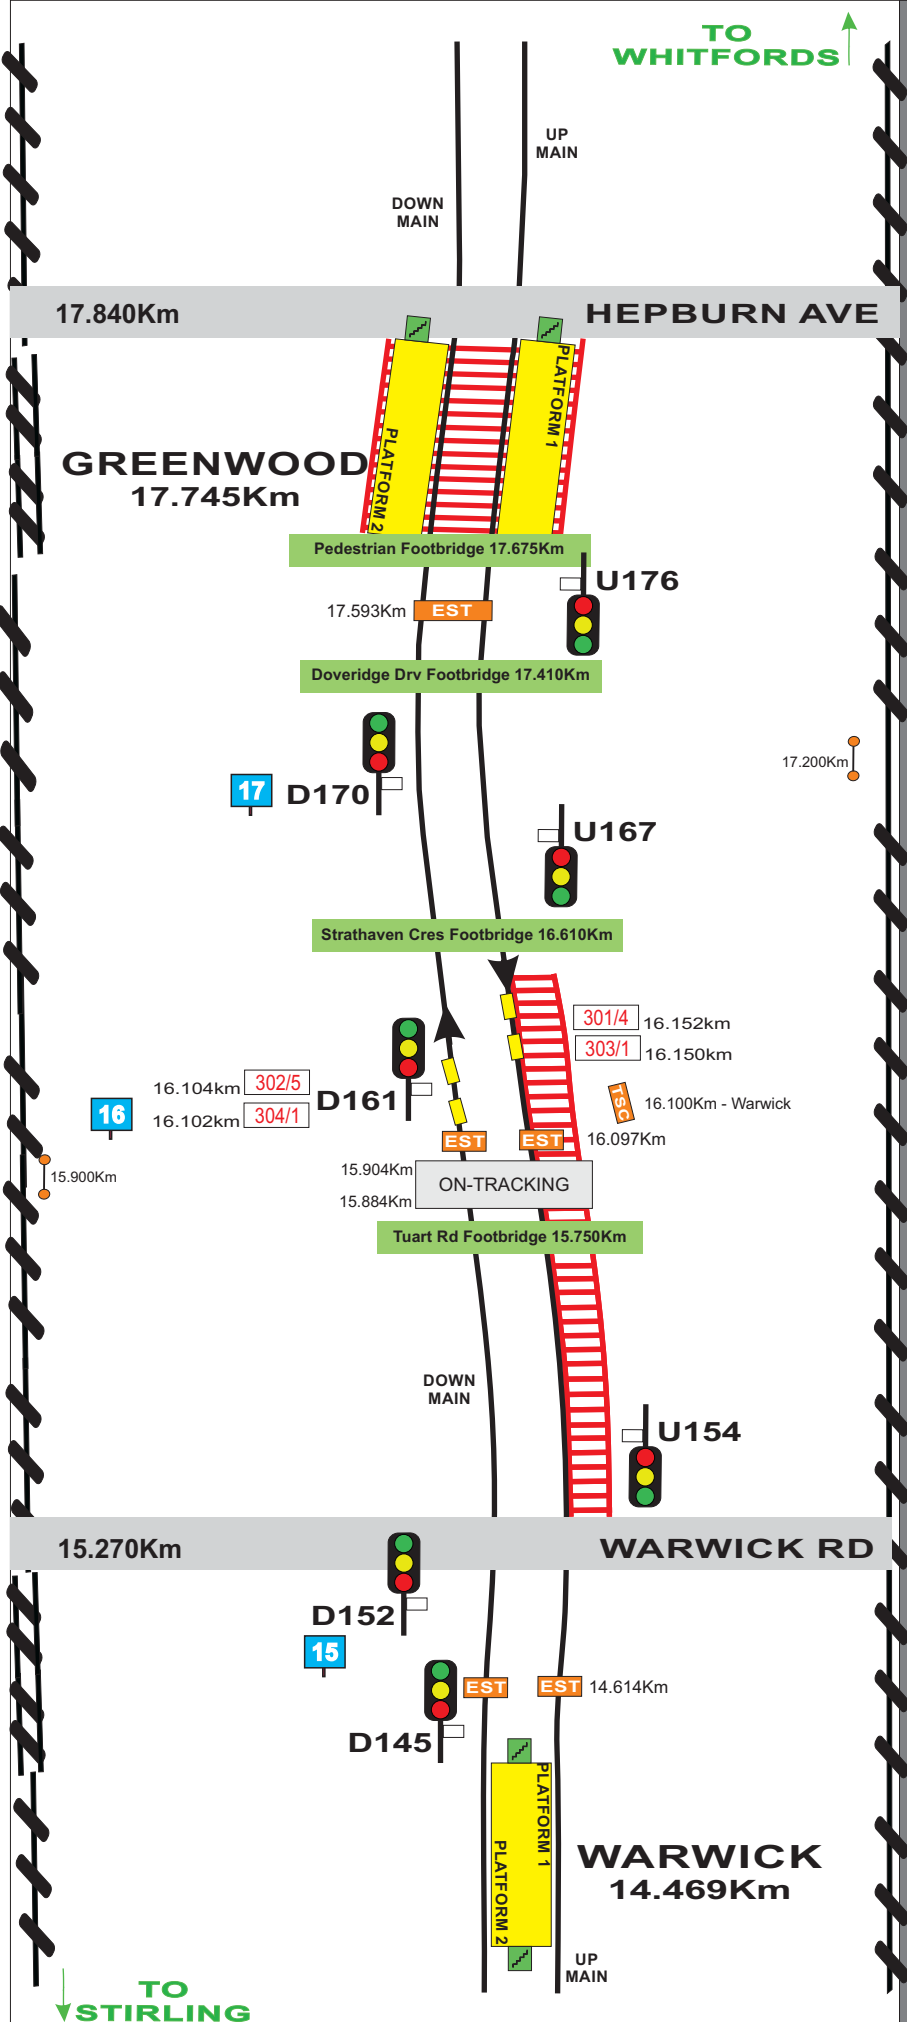 TO
WHITFORDS
UP
MAIN
DOWN
MAIN
17.840Km
HEPBURN AVE
PLATFORM 1
PLATFORM 2
GREENWOOD
17.745Km
Pedestrian Footbridge 17.675Km
U176
17.593Km
EST
Doveridge Drv Footbridge 17.410Km
17.200Km
17
D170
U167
Strathaven Cres Footbridge 16.610Km
301/4
16.152km
303/1
16.150km
16.104km
302/5
16.102km
304/1
D161
16
TSC
16.100Km - Warwick
EST
EST
16.097Km
15.900Km
15.904Km
15.884Km
ON-TRACKING
Tuart Rd Footbridge 15.750Km
DOWN
MAIN
U154
15.270Km
WARWICK RD
D152
15
EST
EST
14.614Km
D145
PLATFORM 1
PLATFORM 2
WARWICK
14.469Km
UP
MAIN
TO
STIRLING